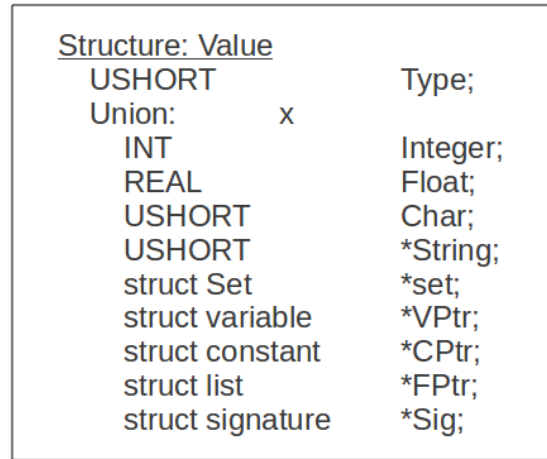 Structure: Value
USHORT Type;
Union: x
INT Integer;
REAL Float;
USHORT Char;
USHORT *String;
struct Set *set;
struct variable *VPtr;
struct constant *CPtr;
struct list *FPtr;
struct signature *Sig;